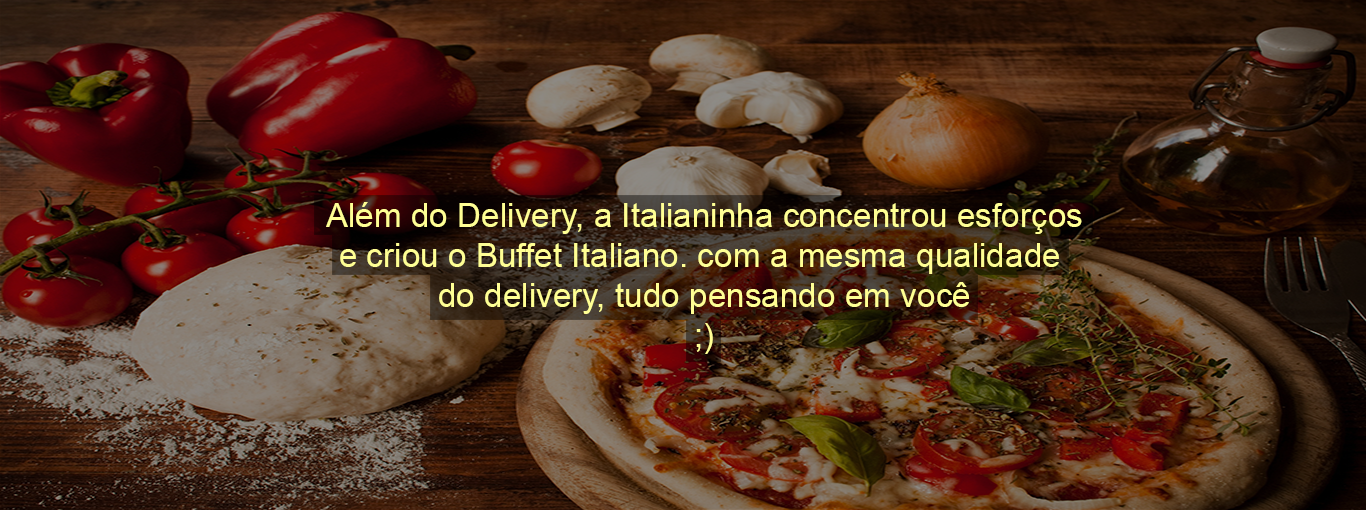 Além do Delivery, a Italianinha concentrou esforços
e criou o Buffet Italiano. com a mesma qualidade
do delivery, tudo pensando em você
;)